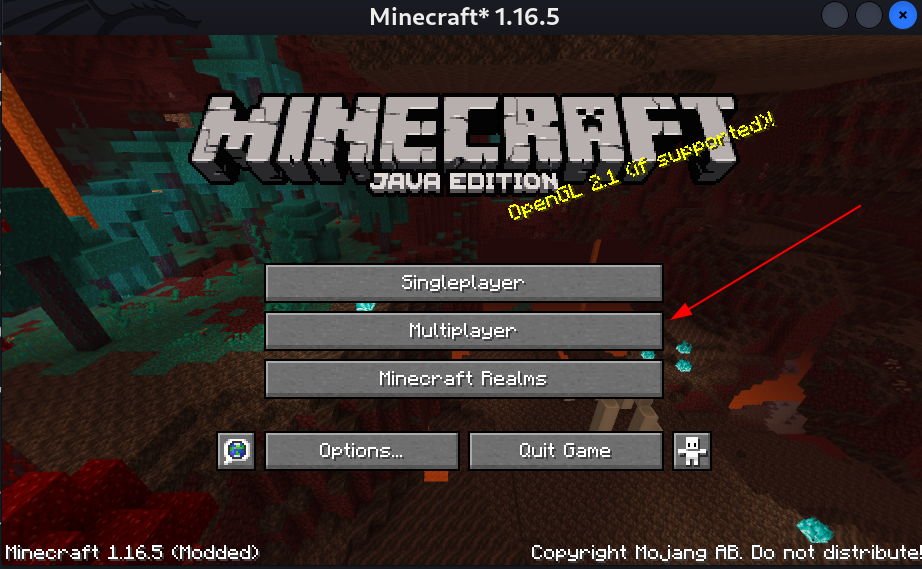 Minecraft* 1.16.5
MINECRAFT
JAVA EDITION
OpenGL 2.1 (if supported)!
Singleplayer
Multiplayer
Minecraft Realms
Options...
Quit Game
Minecraft 1.16.5 (Modded)
Copyright Mojang AB. Do not distribute!